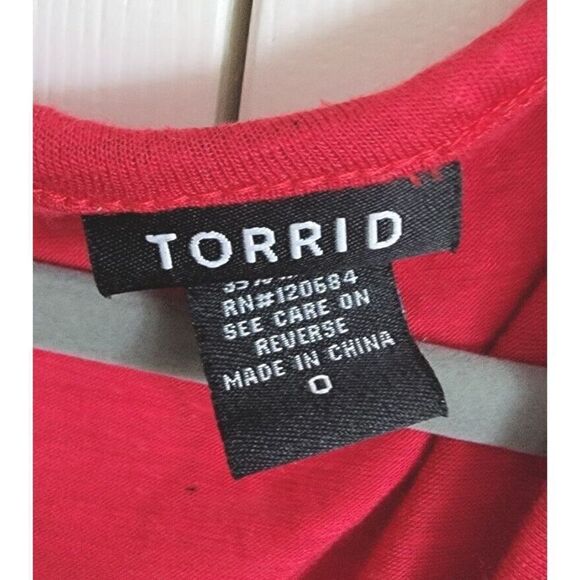 TORRID
RN#120684
SEE CARE ON
REVERSE
MADE IN CHINA
0